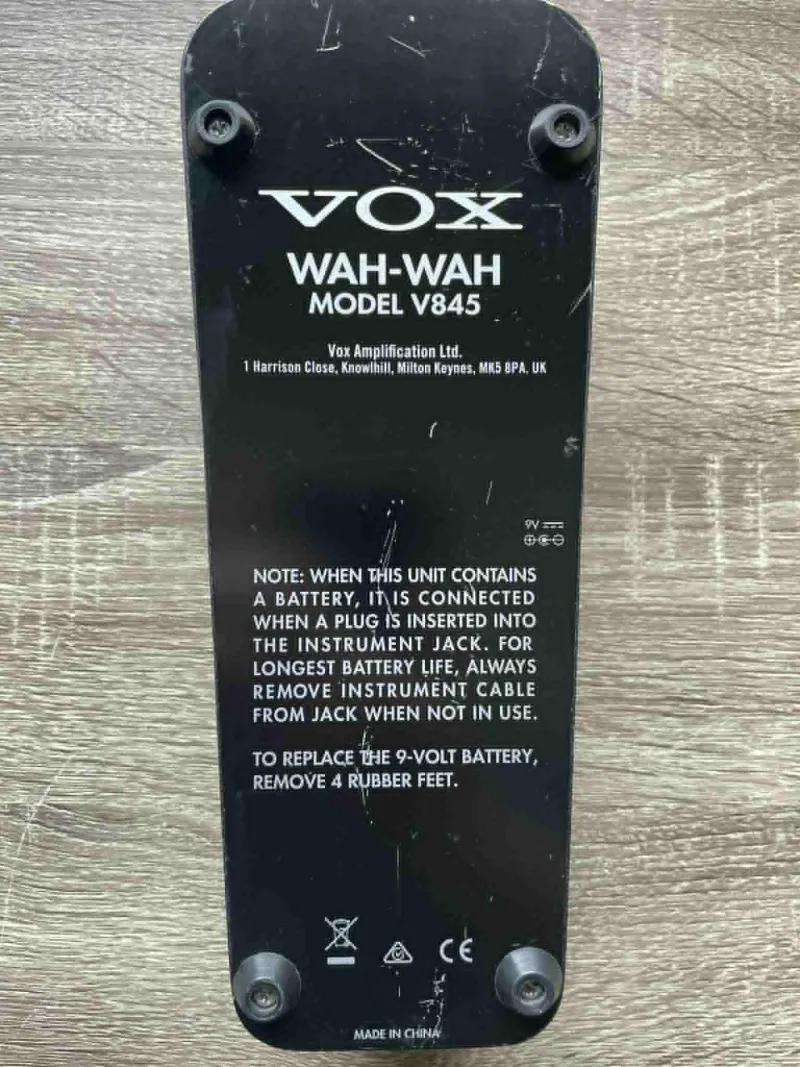 VOX
WAH-WAH
MODEL V845
Vox Amplification Ltd.
1 Harrison Close, Knowlhill, Milton Keynes, MK5 8PA, UK
9V
NOTE: WHEN THIS UNIT CONTAINS
A BATTERY, IT IS CONNECTED
WHEN A PLUG IS INSERTED INTO
THE INSTRUMENT JACK. FOR
LONGEST BATTERY LIFE, ALWAYS
REMOVE INSTRUMENT CABLE
FROM JACK WHEN NOT IN USE.
TO REPLACE THE 9-VOLT BATTERY,
REMOVE 4 RUBBER FEET.
CE
MADE IN CHINA